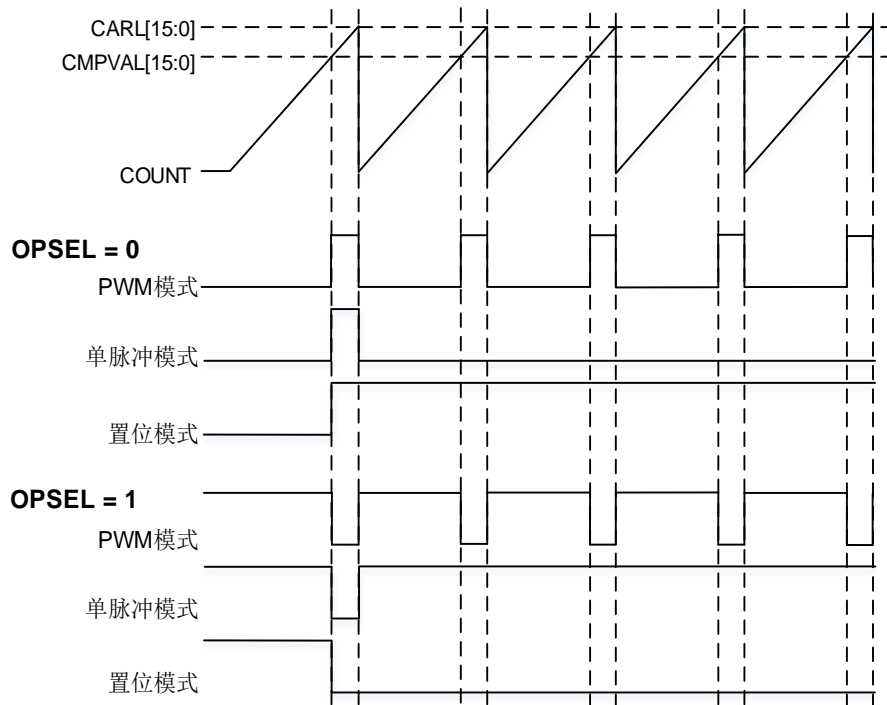 CARL[15:0]
CMPVAL[15:0]
COUNT
OPSEL = 0
PWM模式
单脉冲模式
置位模式
OPSEL = 1
PWM模式
单脉冲模式
置位模式